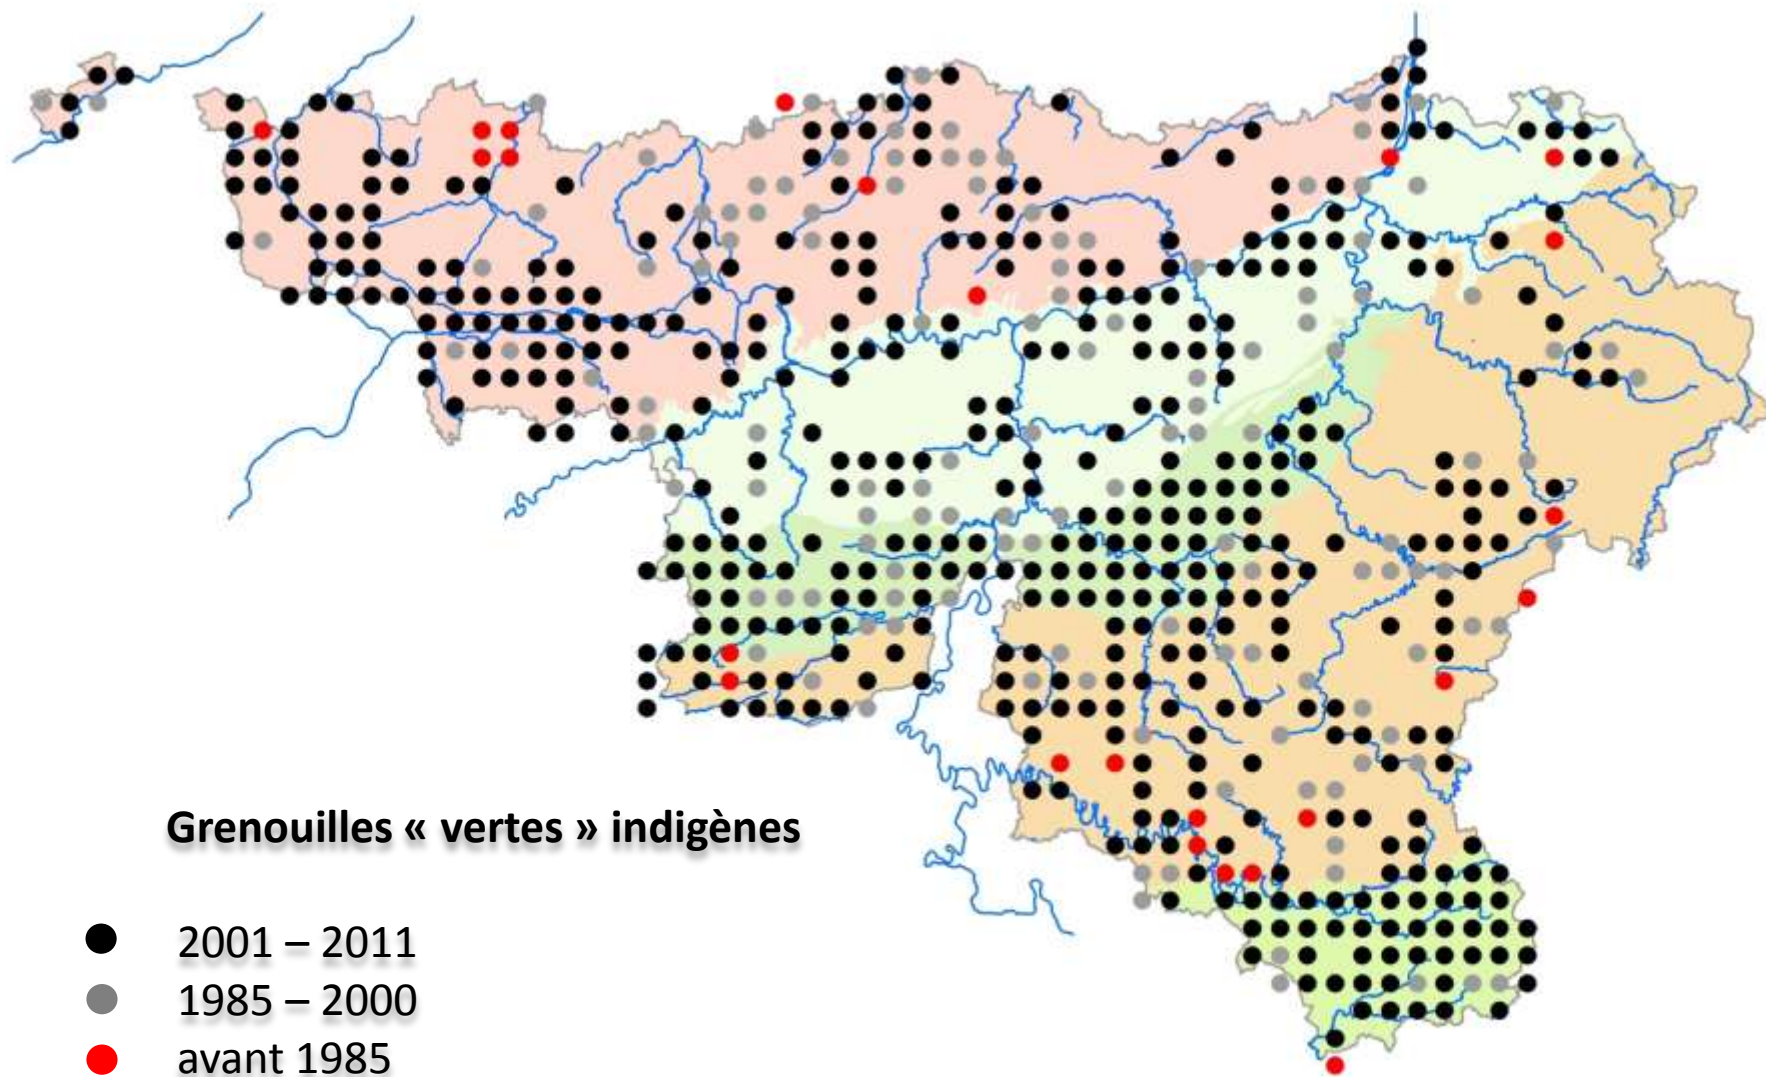 Grenouilles « vertes » indigènes
2001 – 2011
1985 – 2000
avant 1985